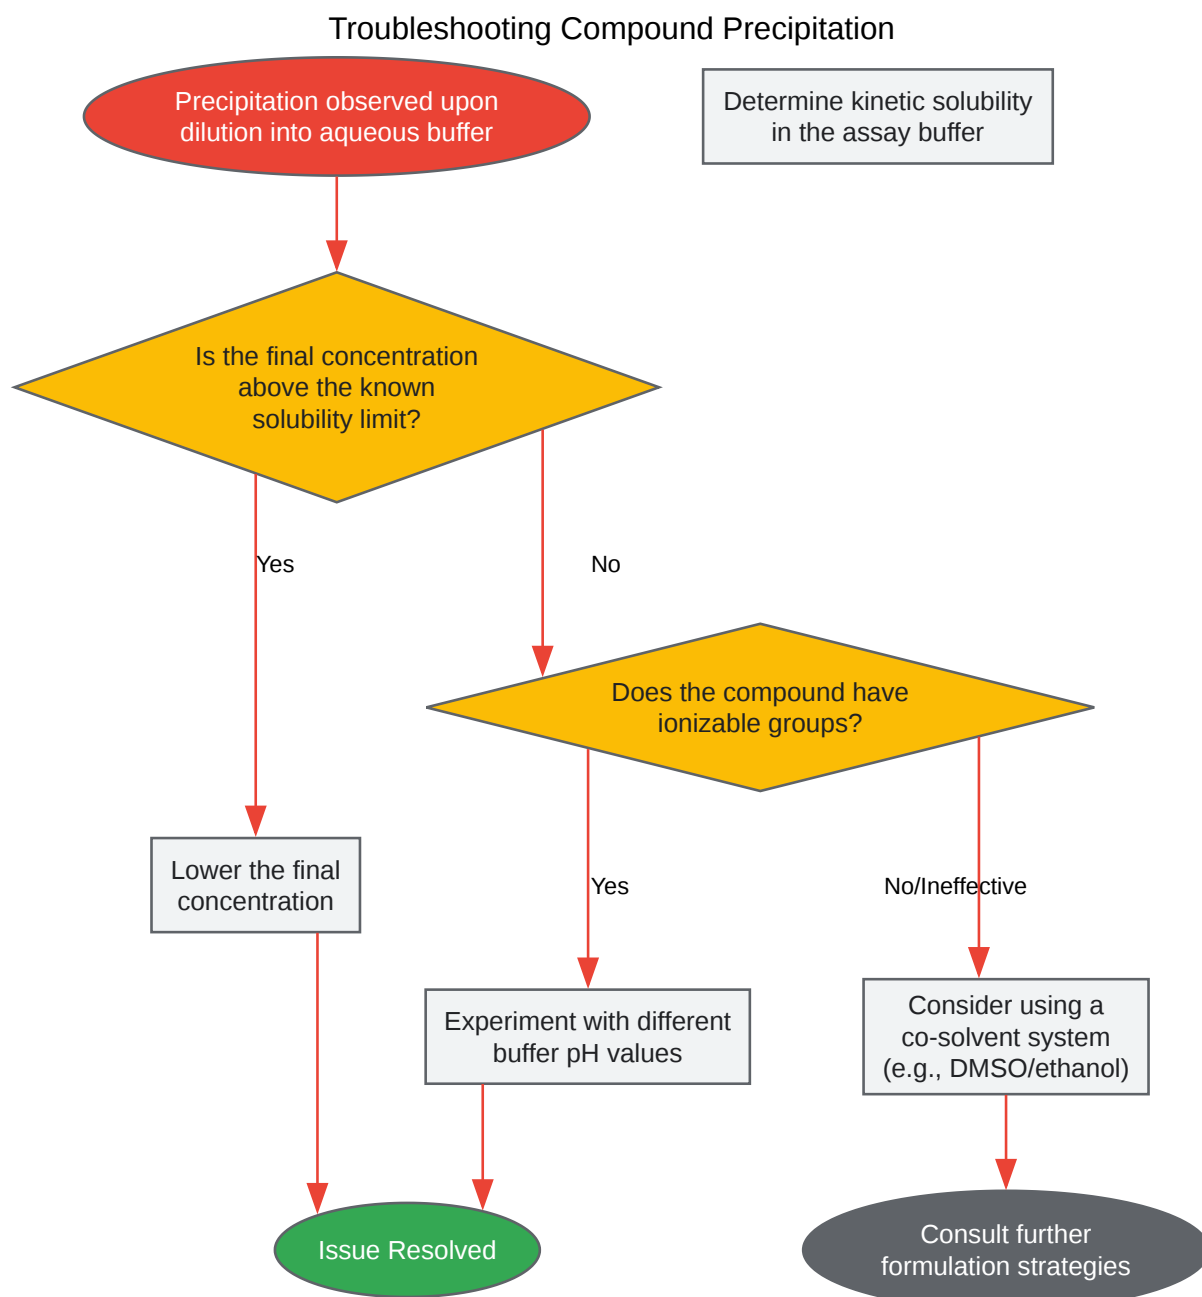 Troubleshooting Compound Precipitation
Precipitation observed upon
dilution into aqueous buffer
Determine kinetic solubility
in the assay buffer
Is the final concentration
above the known
solubility limit?
Yes
No
Does the compound have
ionizable groups?
Lower the final
concentration
Yes
No/Ineffective
Experiment with different
buffer pH values
Consider using a
co-solvent system
(e.g., DMSO/ethanol)
Issue Resolved
Consult further
formulation strategies